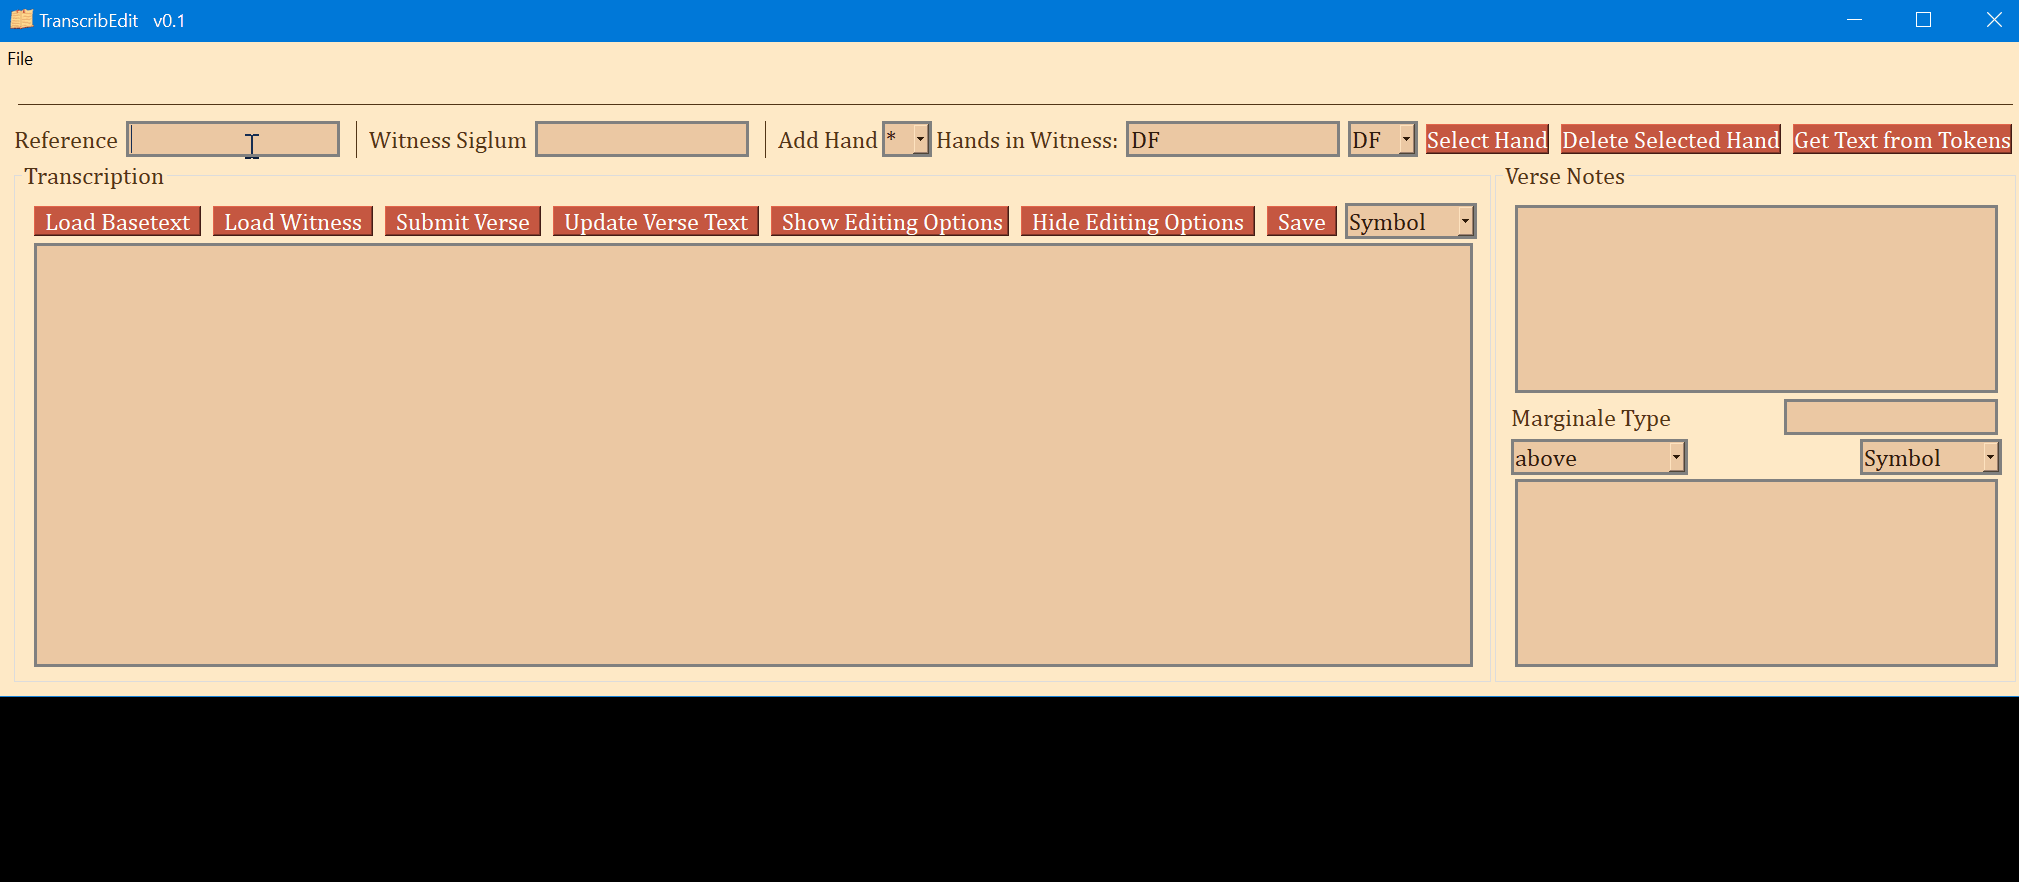 TranscribEdit v0.1
File
Reference Witness Siglum Add Hand * Hands in Witness: DF DF Select Hand Delete Selected Hand Get Text from Tokens
Transcription Verse Notes
Load Basetext Load Witness Submit Verse Update Verse Text Show Editing Options Hide Editing Options Save Symbol
Marginale Type
above Symbol